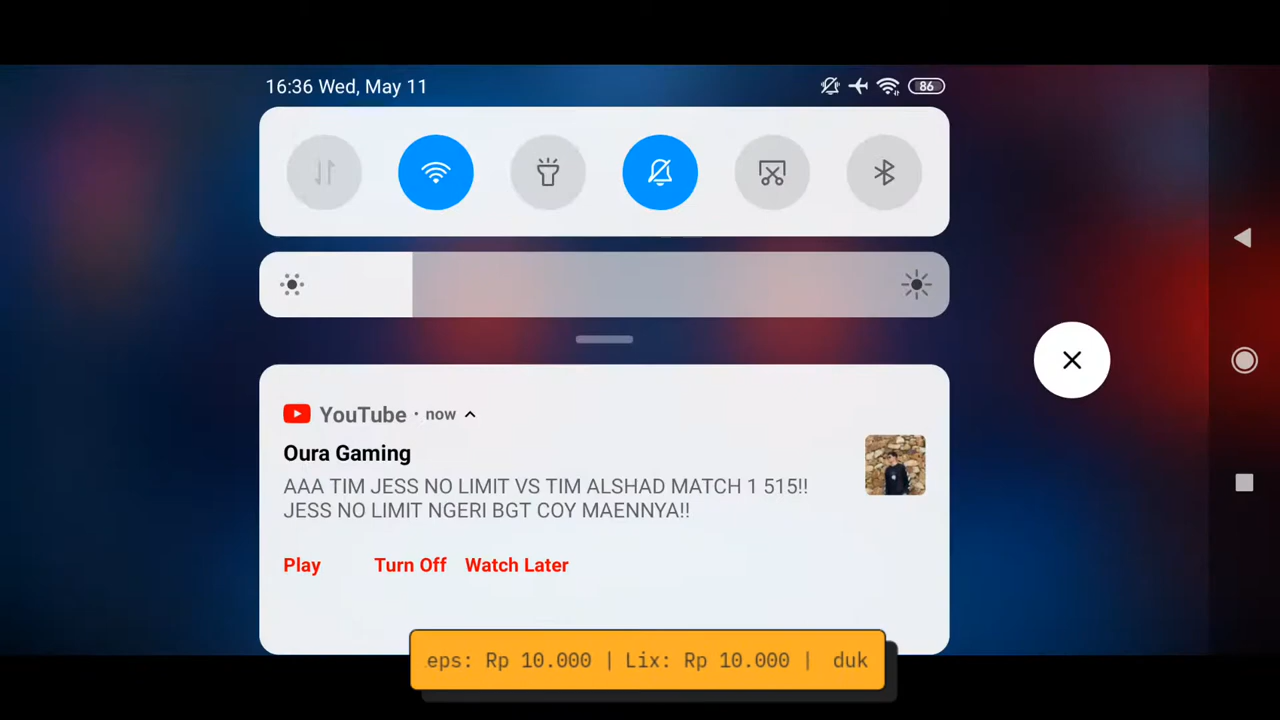 16:36 Wed, May 11
86
YouTube · now
Oura Gaming
AAA TIM JESS NO LIMIT VS TIM ALSHAD MATCH 1 515!!
JESS NO LIMIT NGERI BGT COY MAENNYA!!
Play Turn Off Watch Later
eps: Rp 10.000 | Lix: Rp 10.000 | duk